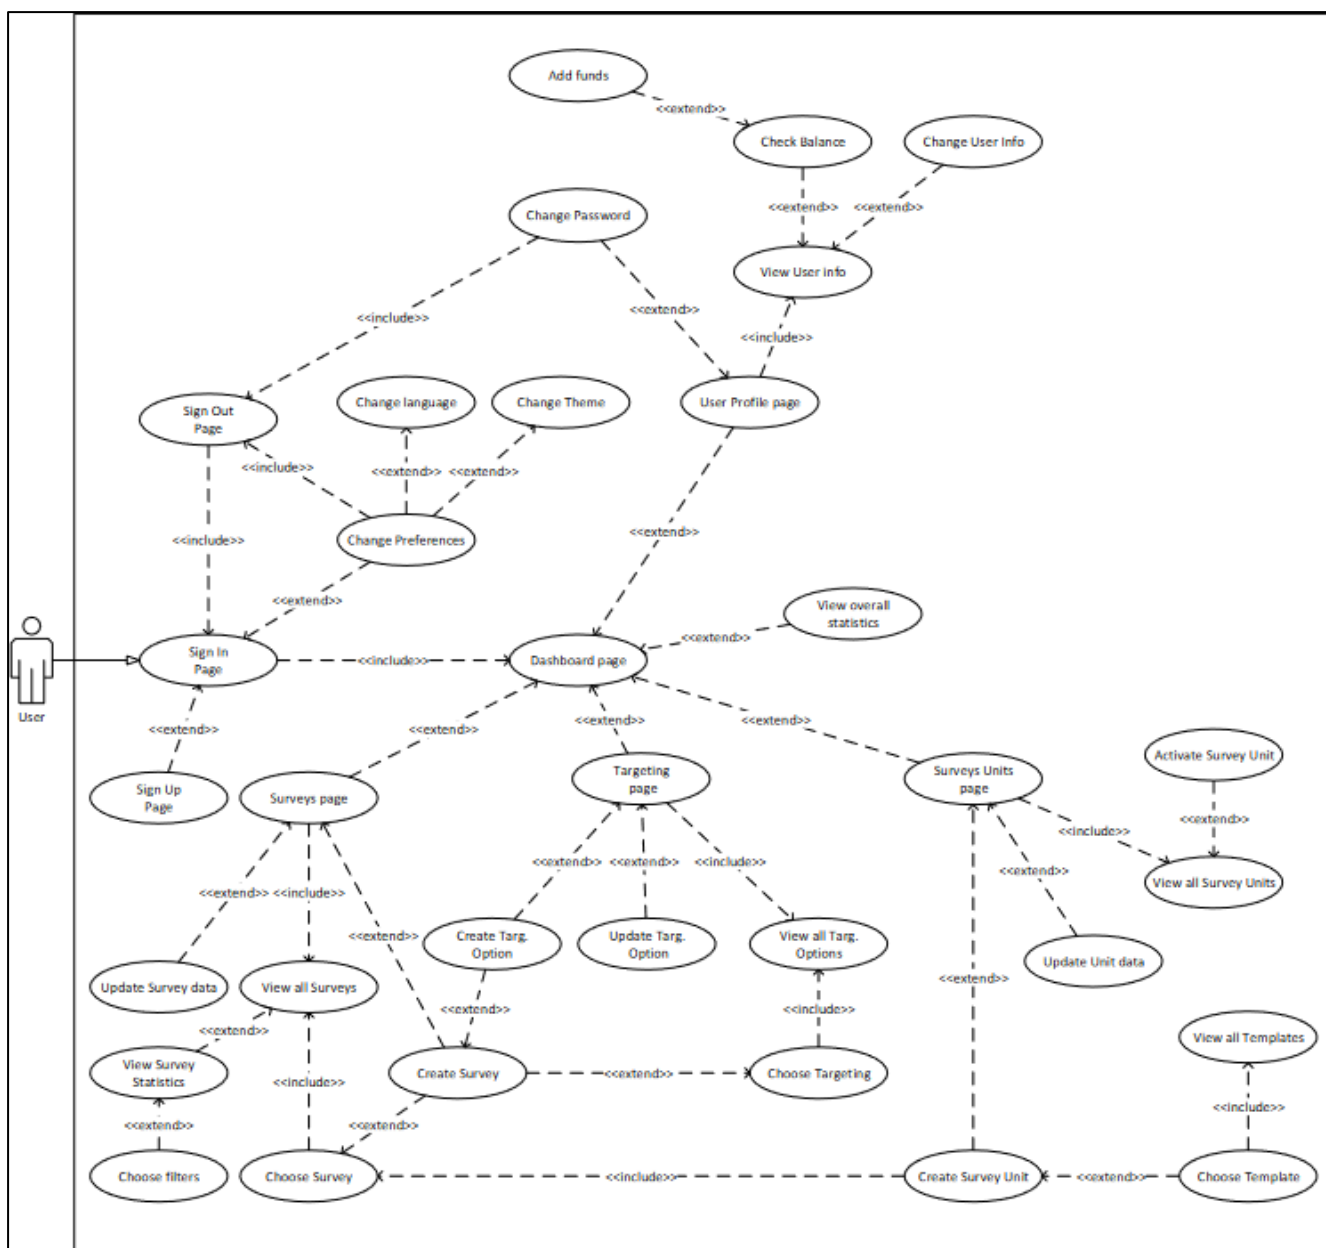 Add funds
<<extend>>
Check Balance
Change User Info
<<extend>>
<<extend>>
Change Password
View User info
<<include>>
<<extend>>
<<include>>
Sign Out
Page
Change language
Change Theme
User Profile page
<<include>>
<<extend>>
<<extend>>
<<include>>
Change Preferences
<<extend>>
<<extend>>
View overall
statistics
<<extend>>
User
Sign In
Page
<<include>>
Dashboard page
<<extend>>
<<extend>>
<<extend>>
<<extend>>
Sign Up
Page
Surveys page
Targeting
page
Surveys Units
page
Activate Survey Unit
<<extend>>
<<include>>
<<extend>>
<<extend>>
<<include>>
<<extend>>
<<extend>>
<<include>>
<<extend>>
View all Survey Units
<<extend>>
Create Targ.
Option
Update Targ.
Option
View all Targ.
Options
Update Unit data
Update Survey data
View all Surveys
<<extend>>
<<extend>>
<<extend>>
<<include>>
View Survey
Statistics
Create Survey
<<extend>>
Choose Targeting
View all Templates
<<extend>>
<<include>>
<<extend>>
<<include>>
Choose filters
Choose Survey
<<include>>
Create Survey Unit
<<extend>>
Choose Template